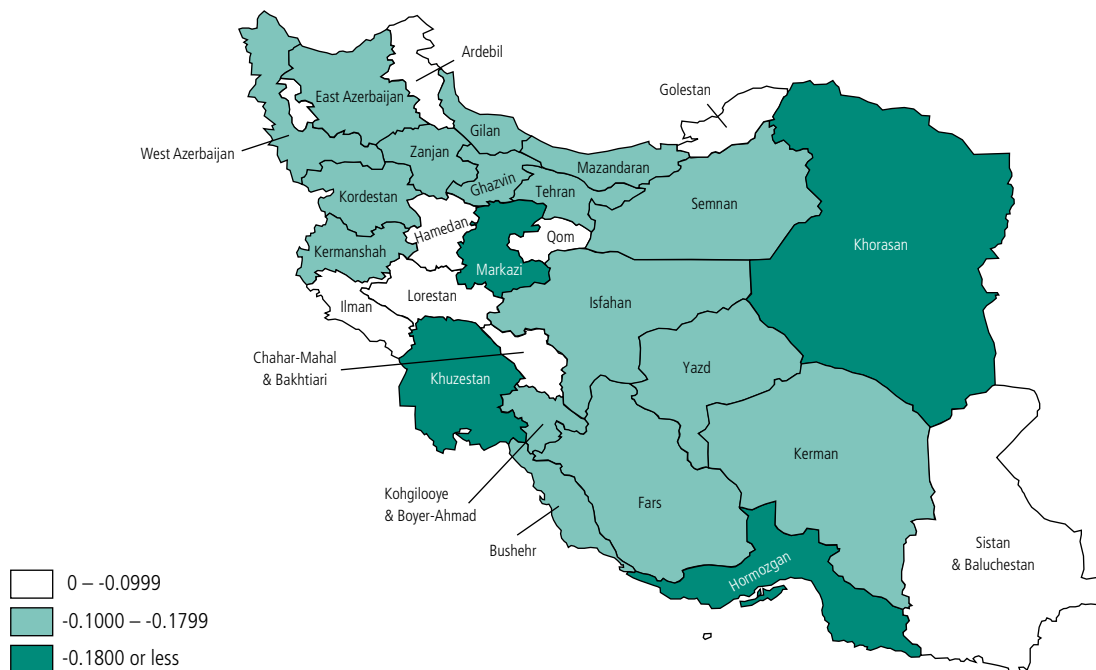 Ardebil
Golestan
East Azerbaijan
Gilan
West Azerbaijan
Zanjan
Mazandaran
Ghazvin
Tehran
Kordestan
Semnan
Hamedan
Qom
Kermanshah
Khorasan
Markazi
Isfahan
Ilman
Lorestan
Chahar-Mahal
& Bakhtiari
Khuzestan
Yazd
Kerman
Kohgilooye
& Boyer-Ahmad
Fars
Bushehr
Sistan
& Baluchestan
Hormozgan
0 – -0.0999
-0.1000 – -0.1799
-0.1800 or less